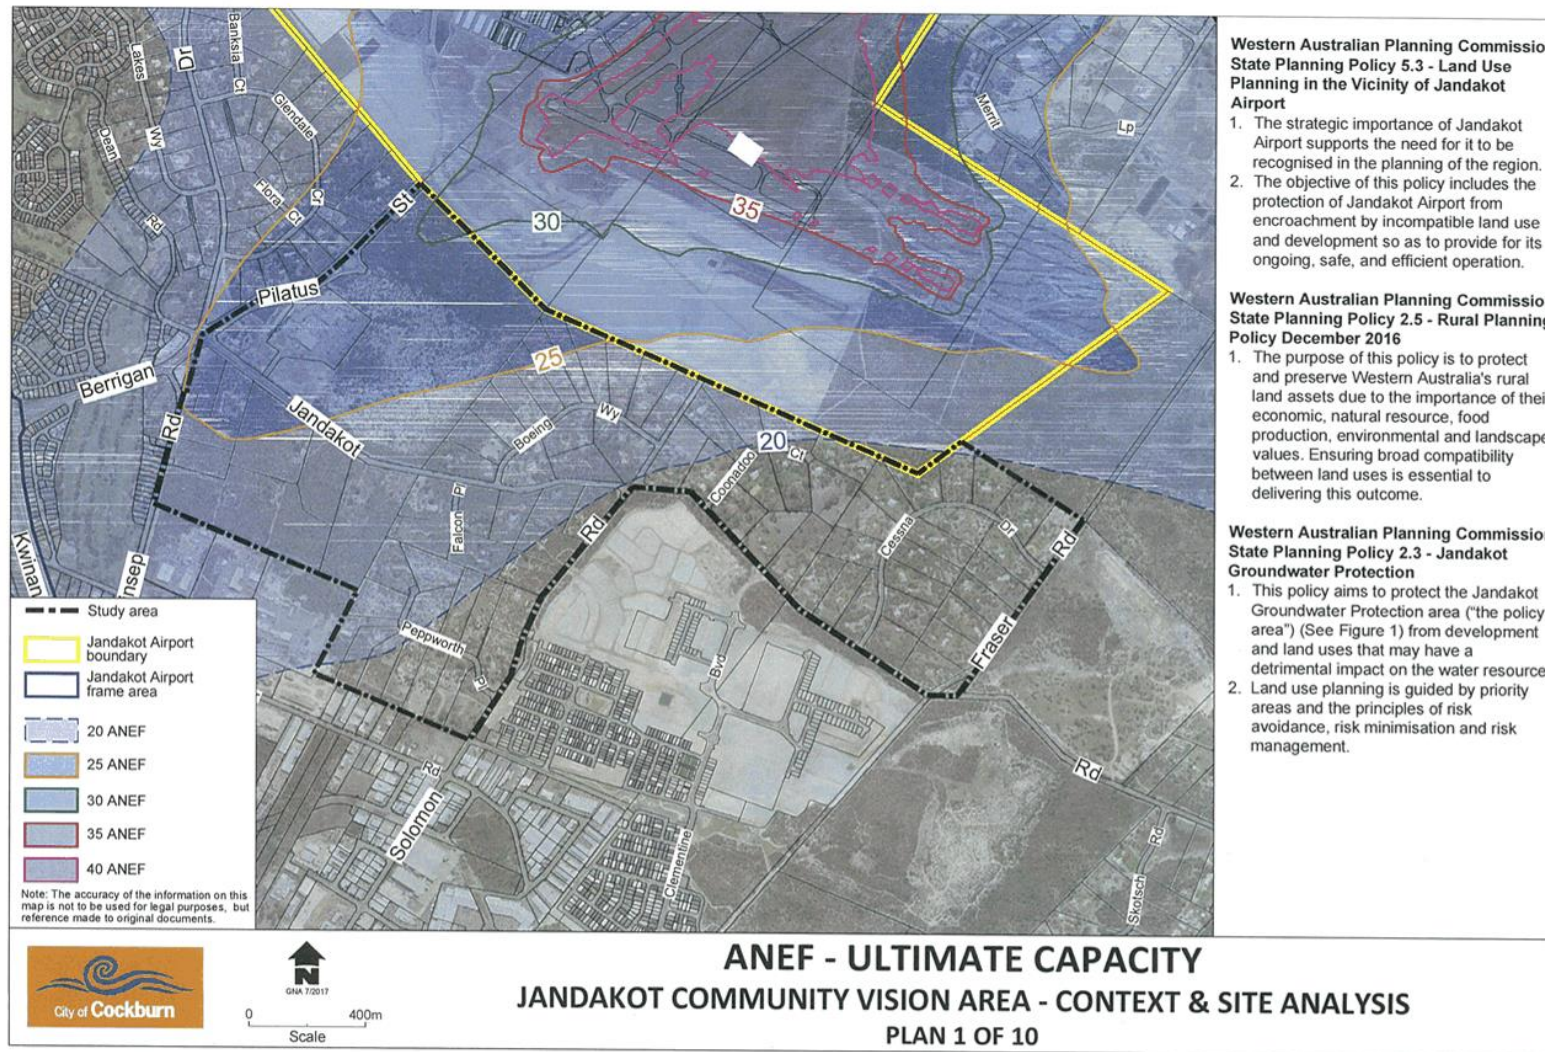 Western Australian Planning Commissio
State Planning Policy 5.3 - Land Use
Planning in the Vicinity of Jandakot
Airport
1. The strategic importance of Jandakot
Airport supports the need for it to be
recognised in the planning of the region.
2. The objective of this policy includes the
protection of Jandakot Airport from
encroachment by incompatible land use
and development so as to provide for its
ongoing, safe, and efficient operation.
Western Australian Planning Commissio
State Planning Policy 2.5 - Rural Planning
Policy December 2016
1. The purpose of this policy is to protect
and preserve Western Australia's rural
land assets due to the importance of thei
economic, natural resource, food
production, environmental and landscape
values. Ensuring broad compatibility
between land uses is essential to
delivering this outcome.
Western Australian Planning Commissio
State Planning Policy 2.3 - Jandakot
Groundwater Protection
1. This policy aims to protect the Jandakot
Groundwater Protection area ("the policy
area") (See Figure 1) from development
and land uses that may have a
detrimental impact on the water resource
2. Land use planning is guided by priority
areas and the principles of risk
avoidance, risk minimisation and risk
management.
Lakes
Wy
Dr
Banksia
Ct
Glendale
Cr
Dean
Rd
Flora Ct
Pilatus
St
Merrit
Lp
30
35
25
20
Berrigan
Jandakot
Rd
Boeing
Wy
Coonadoo
Ct
Falcon Pl
Rd
Cessna
Dr
Rd
Fraser
Kwinan
insep
Peppworth
Pl
Bvd
Rd
Rd
Solomon
Clementine
Rd
Skotsch
Study area
Jandakot Airport
boundary
Jandakot Airport
frame area
20 ANEF
25 ANEF
30 ANEF
35 ANEF
40 ANEF
Note: The accuracy of the information on this
map is not to be used for legal purposes, but
reference made to original documents.
City of Cockburn
N
GNA 7/2017
0 400m
Scale
ANEF - ULTIMATE CAPACITY
JANDAKOT COMMUNITY VISION AREA - CONTEXT & SITE ANALYSIS
PLAN 1 OF 10